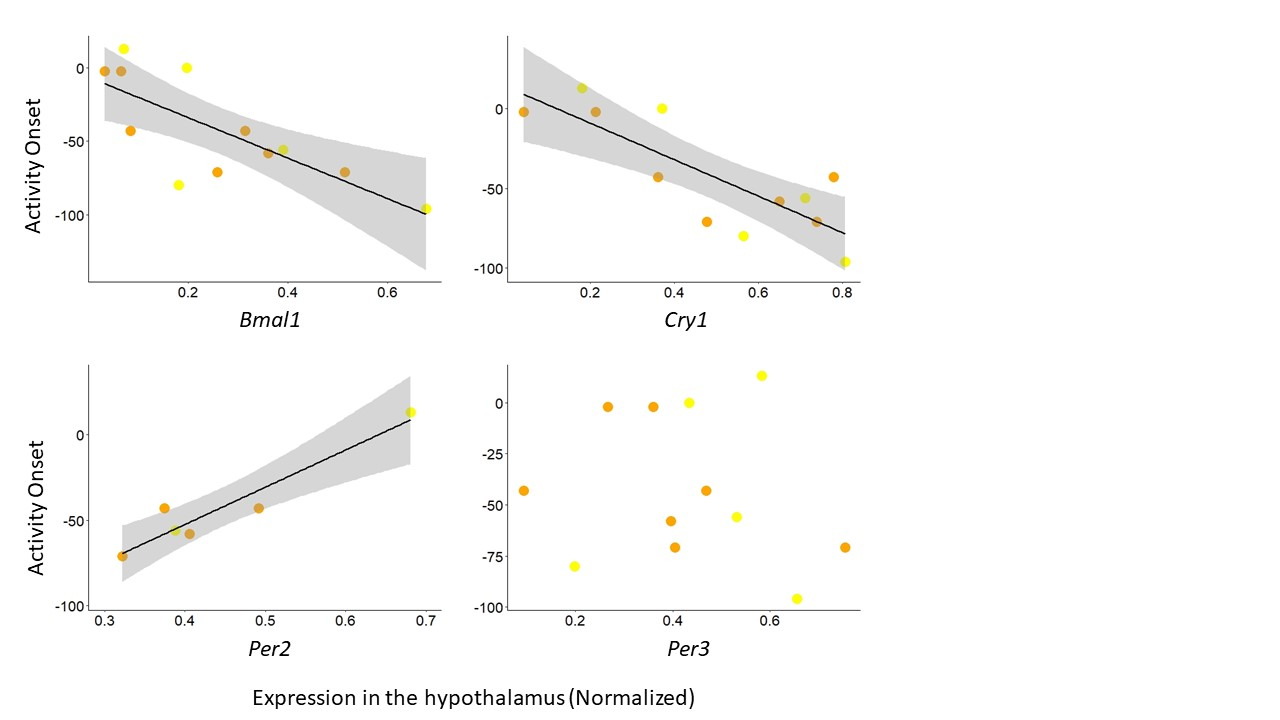 Activity Onset
0
-50
-100
0.2 0.4 0.6
Bmal1
0
-50
-100
0.2 0.4 0.6 0.8
Cry1
Activity Onset
0
-50
-100
0.3 0.4 0.5 0.6 0.7
Per2
0
-25
-50
-75
-100
0.2 0.4 0.6
Per3
Expression in the hypothalamus (Normalized)